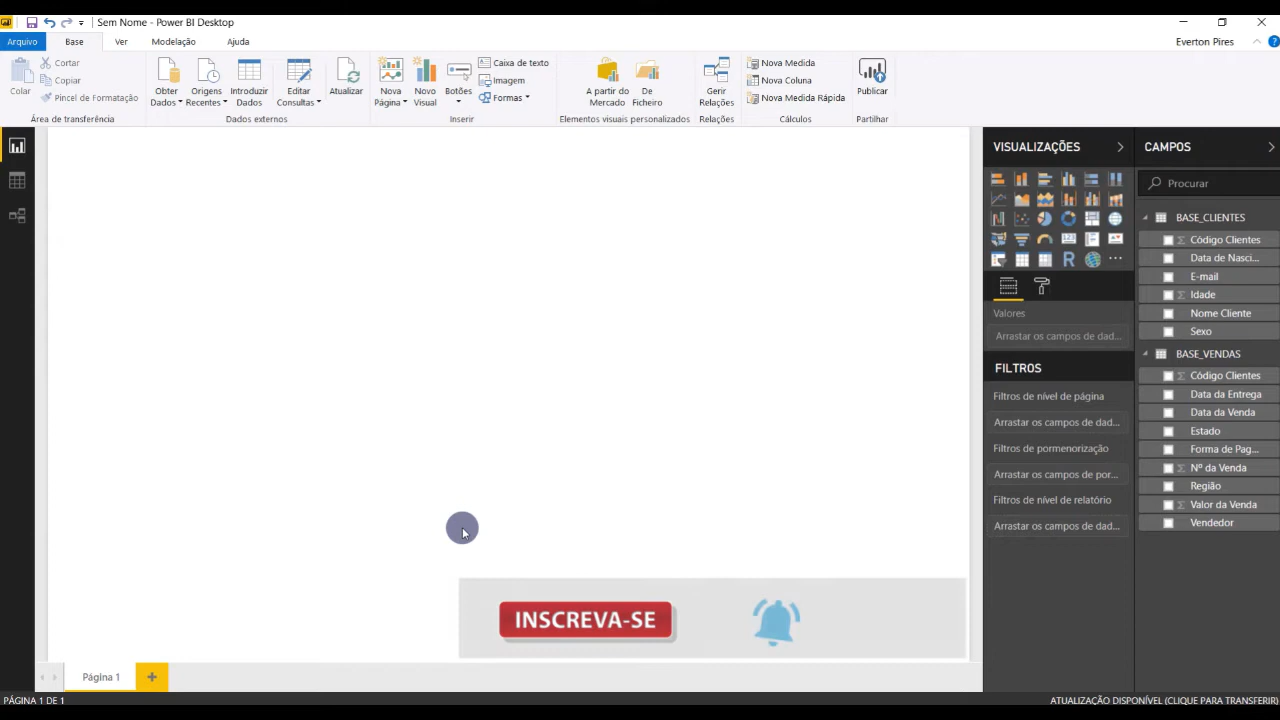 Sem Nome - Power BI Desktop
Arquivo Base Ver Modelação Ajuda Everton Pires
Colar
Cortar
Copiar
Pincel de Formatação
Área de transferência
Obter Dados
Origens Recentes
Introduzir Dados
Editar Consultas
Atualizar
Dados externos
Nova Página
Novo Visual
Botões
Caixa de texto
Imagem
Formas
Inserir
A partir do Mercado
De Ficheiro
Elementos visuais personalizados
Gerir Relações
Relações
Nova Medida
Nova Coluna
Nova Medida Rápida
Cálculos
Publicar
Partilhar
VISUALIZAÇÕES
R
Valores
Arrastar os campos de dad...
FILTROS
Filtros de nível de página
Arrastar os campos de dad...
Filtros de pormenorização
Arrastar os campos de por...
Filtros de nível de relatório
Arrastar os campos de dad...
CAMPOS
Procurar
BASE_CLIENTES
Σ Código Clientes
Data de Nasci...
E-mail
Σ Idade
Nome Cliente
Sexo
BASE_VENDAS
Σ Código Clientes
Data da Entrega
Data da Venda
Estado
Forma de Pag...
Σ Nº da Venda
Região
Σ Valor da Venda
Vendedor
INSCREVA-SE
Página 1
PÁGINA 1 DE 1
ATUALIZAÇÃO DISPONÍVEL (CLIQUE PARA TRANSFERIR)